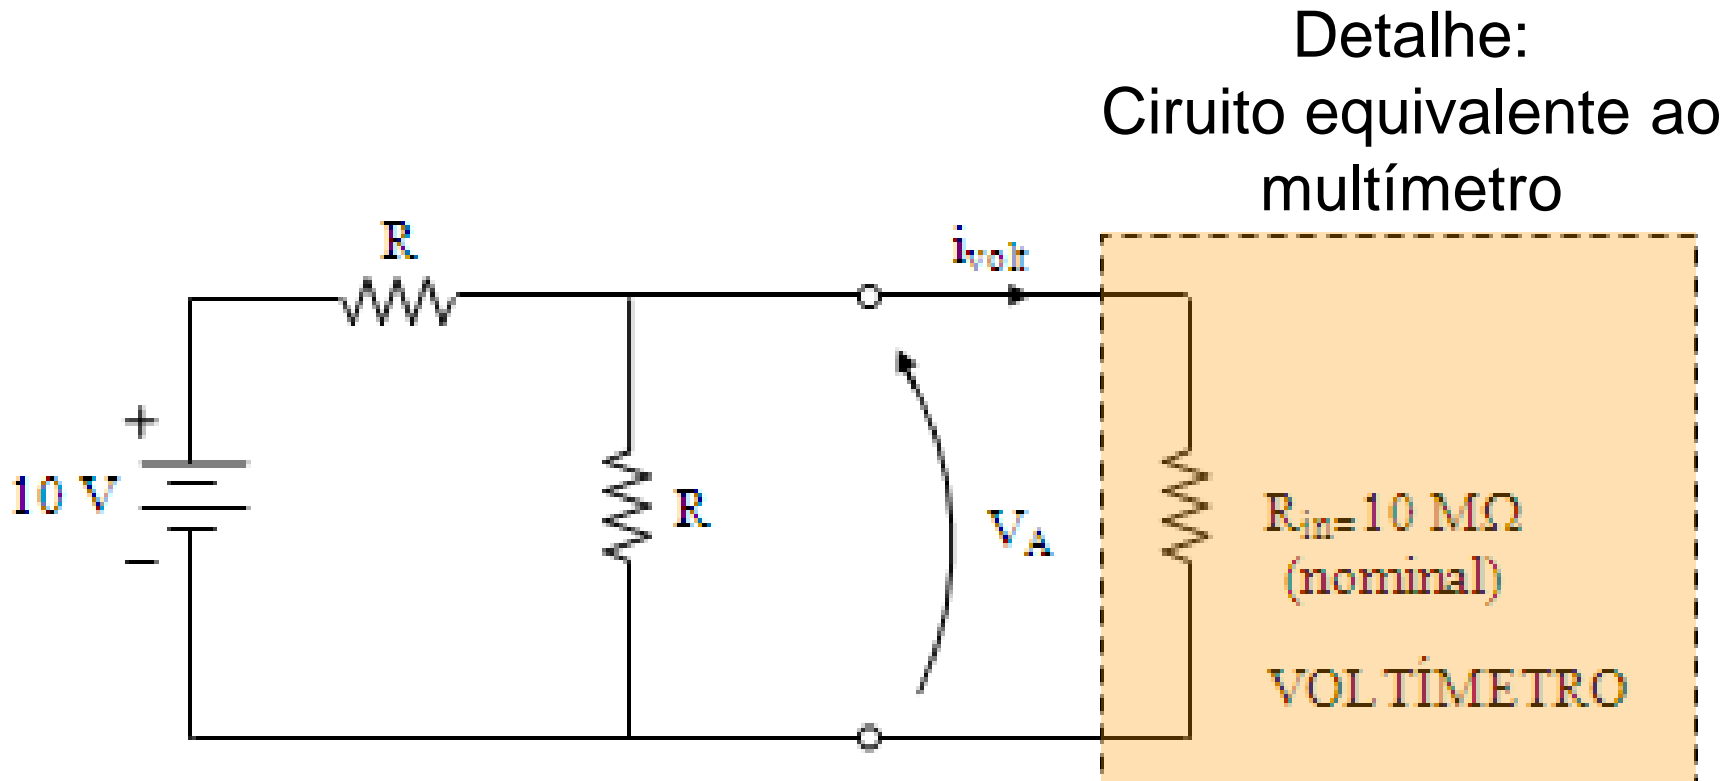 Detalhe:
Ciruito equivalente ao
multímetro
R
i_volt
+
10 V
–
R
V_A
R_in=10 MΩ
(nominal)
VOLTÍMETRO